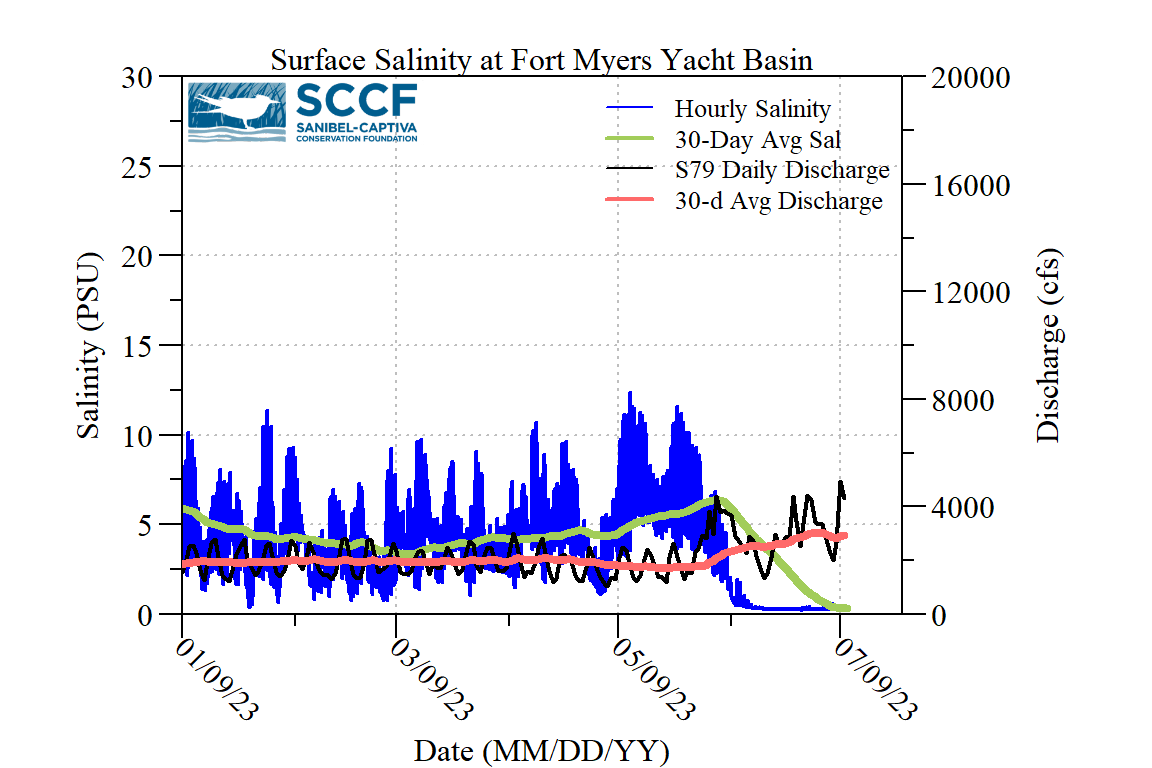 Surface Salinity at Fort Myers Yacht Basin
SCCF
SANIBEL-CAPTIVA
CONSERVATION FOUNDATION
Hourly Salinity
30-Day Avg Sal
S79 Daily Discharge
30-d Avg Discharge
30
25
20
15
10
5
0
Salinity (PSU)
20000
16000
12000
8000
4000
0
Discharge (cfs)
01/09/23
03/09/23
05/09/23
07/09/23
Date (MM/DD/YY)